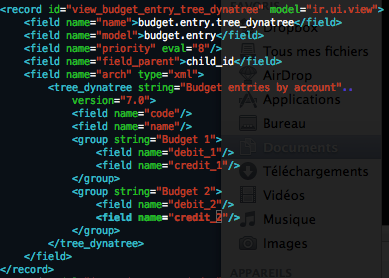 <record id="view_budget_entry_tree_dynatree" model="ir.ui.view">
<field name="name">budget.entry.tree_dynatree</field>
<field name="model">budget.entry</field>
<field name="priority" eval="8"/>
<field name="field_parent">child_id</field>
<field name="arch" type="xml">
<tree_dynatree string="Budget entries by account"..
version="7.0">
<field name="code"/>
<field name="name"/>
<group string="Budget 1">
<field name="debit_1"/>
<field name="credit_1"/>
</group>
<group string="Budget 2">
<field name="debit_2"/>
<field name="credit_2"/>
</group>
</tree_dynatree>
</field>
</record>
Dropbox
Tous mes fichiers
AirDrop
Applications
Bureau
Documents
Téléchargements
Vidéos
Musique
Images
APPAREILS